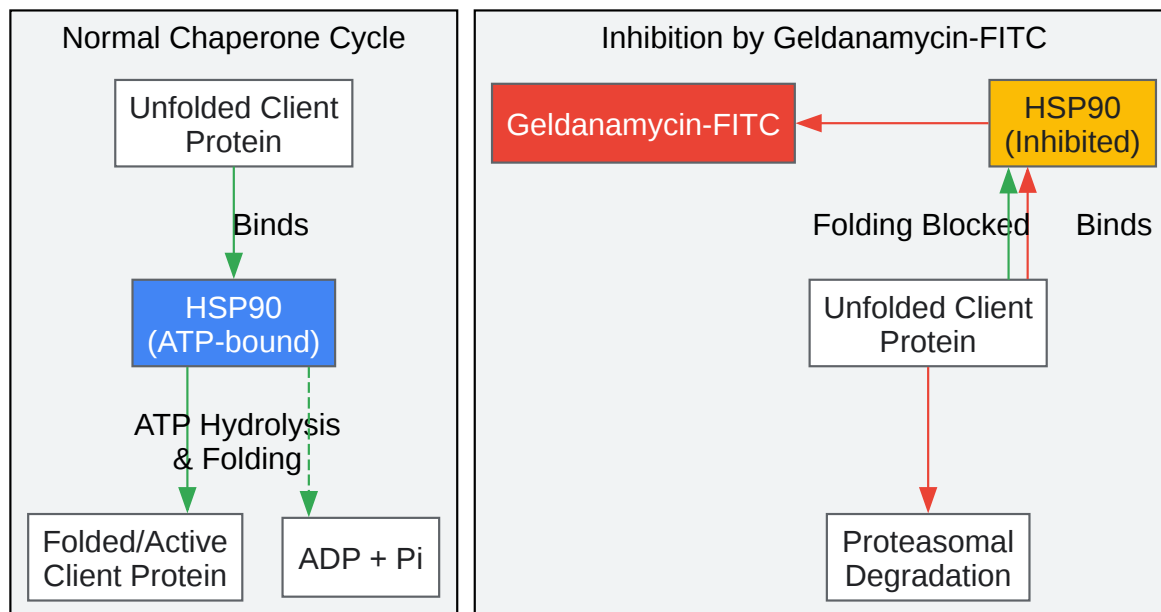 Normal Chaperone Cycle
Unfolded Client
Protein
Binds
HSP90
(ATP-bound)
ATP Hydrolysis
& Folding
Folded/Active
Client Protein
ADP + Pi
Inhibition by Geldanamycin-FITC
Geldanamycin-FITC
HSP90
(Inhibited)
Folding Blocked
Binds
Unfolded Client
Protein
Proteasomal
Degradation